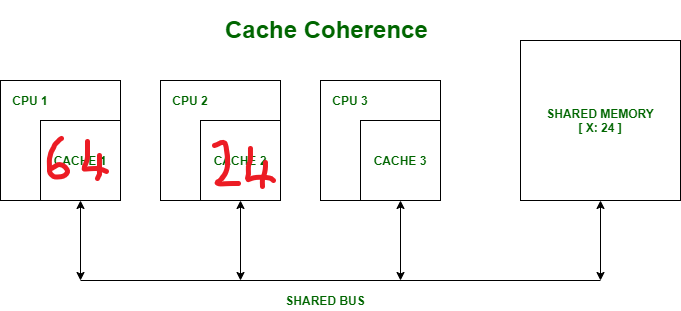 Cache Coherence
CPU 1
CACHE 1
64
CPU 2
CACHE 2
24
CPU 3
CACHE 3
SHARED MEMORY
[ X: 24 ]
SHARED BUS